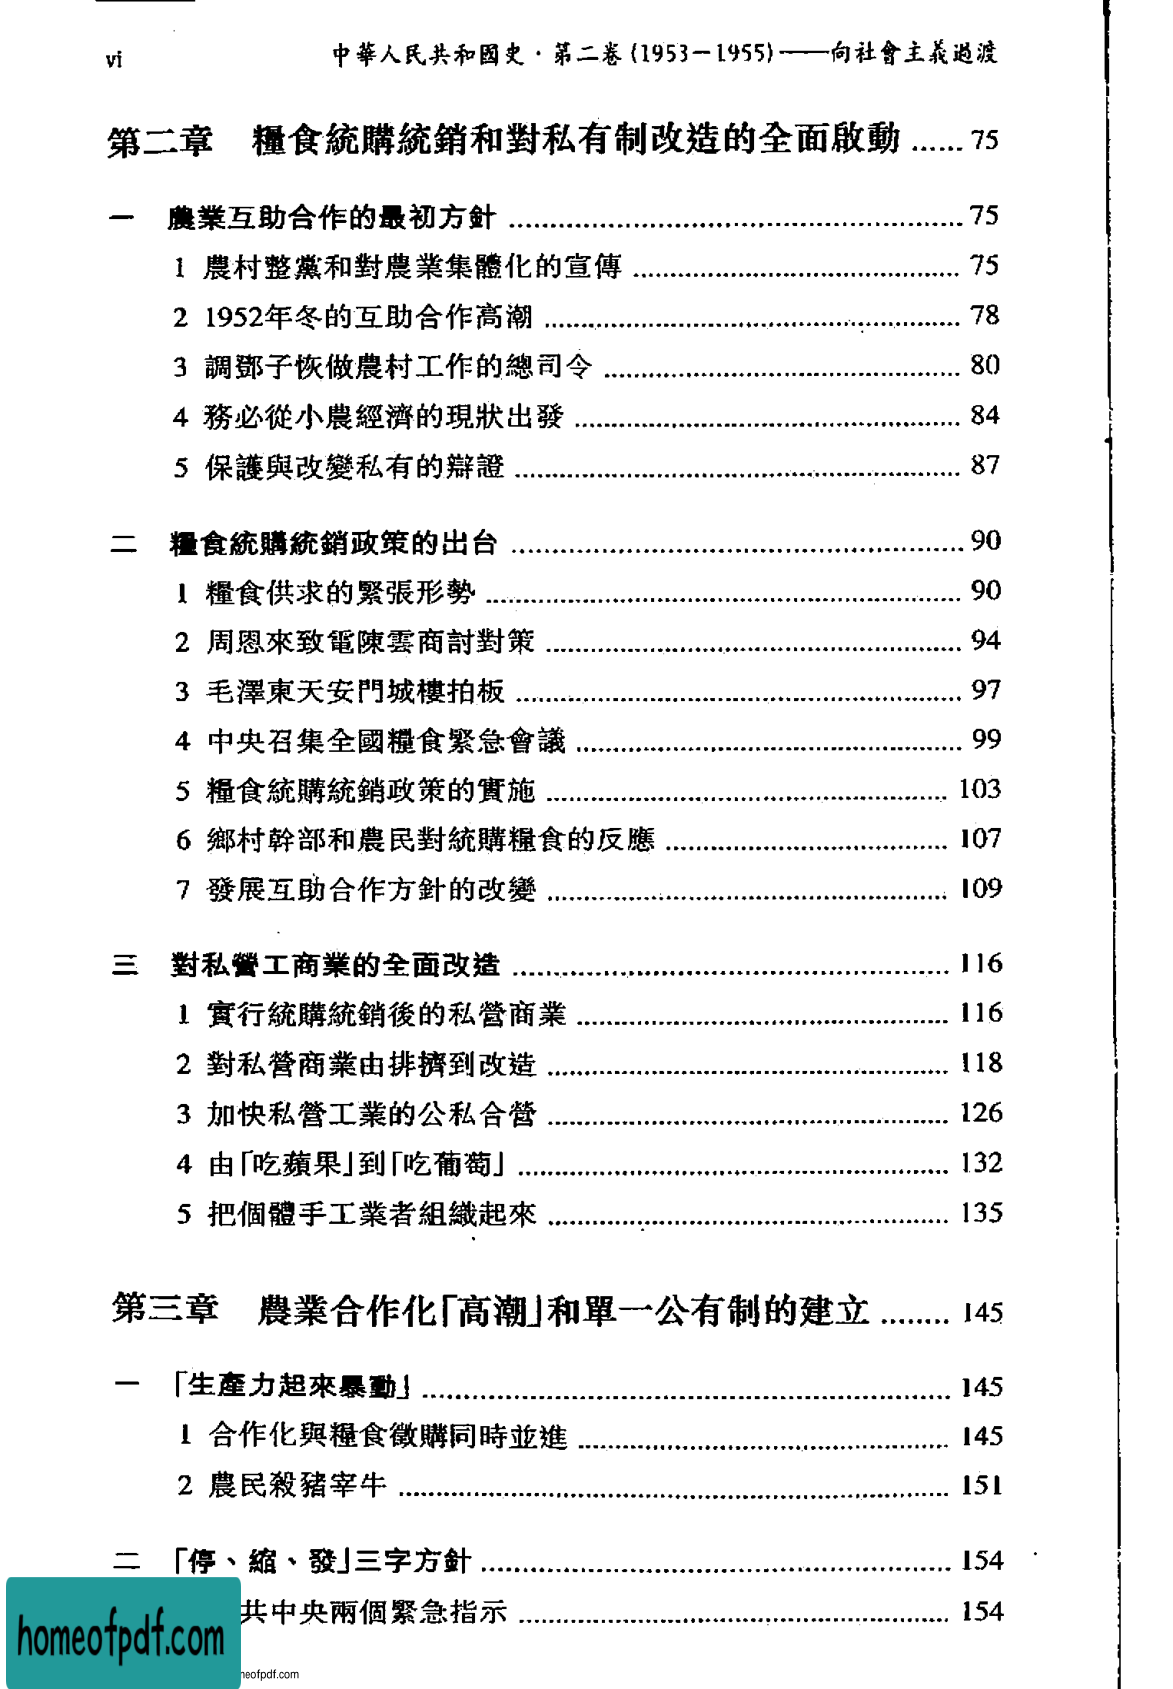 vi 中華人民共和國史·第二卷(1953－1955)——向社會主義過渡
第二章 糧食統購統銷和對私有制改造的全面啟動 ...... 75
一 農業互助合作的最初方針 ...... 75
1 農村整黨和對農業集體化的宣傳 ...... 75
2 1952年冬的互助合作高潮 ...... 78
3 調鄧子恢做農村工作的總司令 ...... 80
4 務必從小農經濟的現狀出發 ...... 84
5 保護與改變私有的辯證 ...... 87
二 糧食統購統銷政策的出台 ...... 90
1 糧食供求的緊張形勢 ...... 90
2 周恩來致電陳雲商討對策 ...... 94
3 毛澤東天安門城樓拍板 ...... 97
4 中央召集全國糧食緊急會議 ...... 99
5 糧食統購統銷政策的實施 ...... 103
6 鄉村幹部和農民對統購糧食的反應 ...... 107
7 發展互助合作方針的改變 ...... 109
三 對私營工商業的全面改造 ...... 116
1 實行統購統銷後的私營商業 ...... 116
2 對私營商業由排擠到改造 ...... 118
3 加快私營工業的公私合營 ...... 126
4 由「吃蘋果」到「吃葡萄」 ...... 132
5 把個體手工業者組織起來 ...... 135
第三章 農業合作化「高潮」和單一公有制的建立 ...... 145
一 「生產力起來暴動」 ...... 145
1 合作化與糧食徵購同時並進 ...... 145
2 農民殺豬宰牛 ...... 151
二 「停、縮、發」三字方針 ...... 154
共中央兩個緊急指示 ...... 154
homeofpdf.com
neofpdf.com